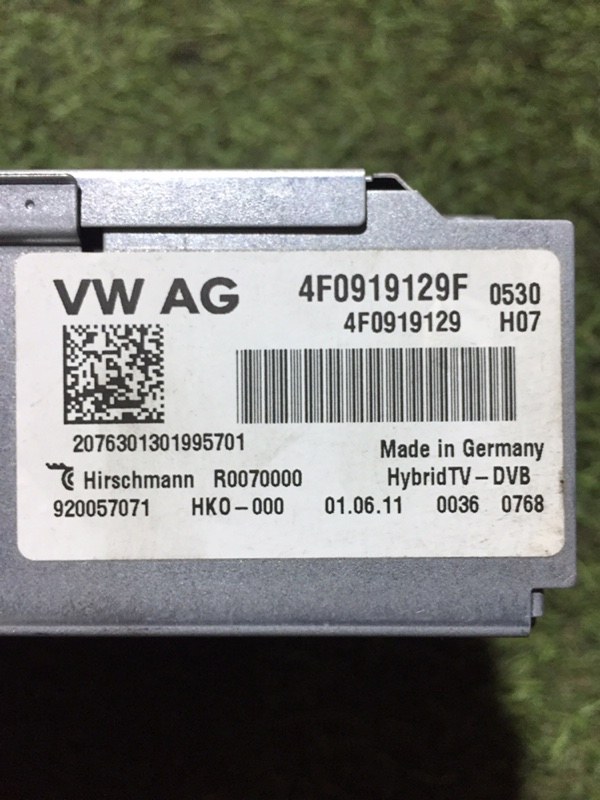 VW AG 4F0919129F 0530
4F0919129 H07
2076301301995701
Made in Germany
Hirschmann R0070000 HybridTV-DVB
920057071 HKO-000 01.06.11 0036 0768